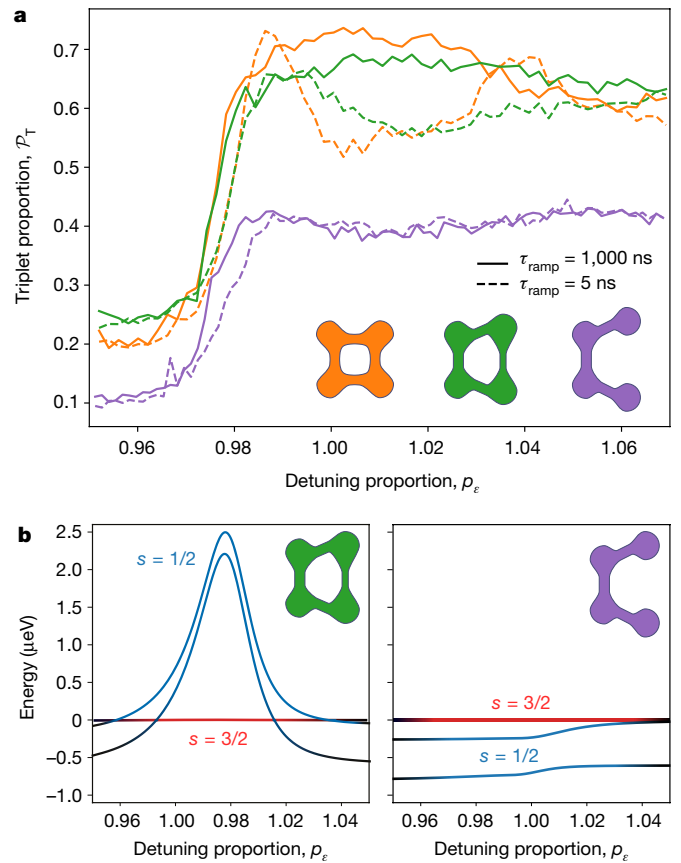 a
Triplet proportion, 𝒫T
0.7
0.6
0.5
0.4
0.3
0.2
0.1
τramp = 1,000 ns
τramp = 5 ns
0.96 0.98 1.00 1.02 1.04 1.06
Detuning proportion, pε
b
Energy (μeV)
2.5
2.0
1.5
1.0
0.5
0
–0.5
–1.0
s = 1/2
s = 3/2
0.96 1.00 0.98 1.02 1.04
Detuning proportion, pε
s = 3/2
s = 1/2
0.96 0.98 1.00 1.02 1.04
Detuning proportion, pε